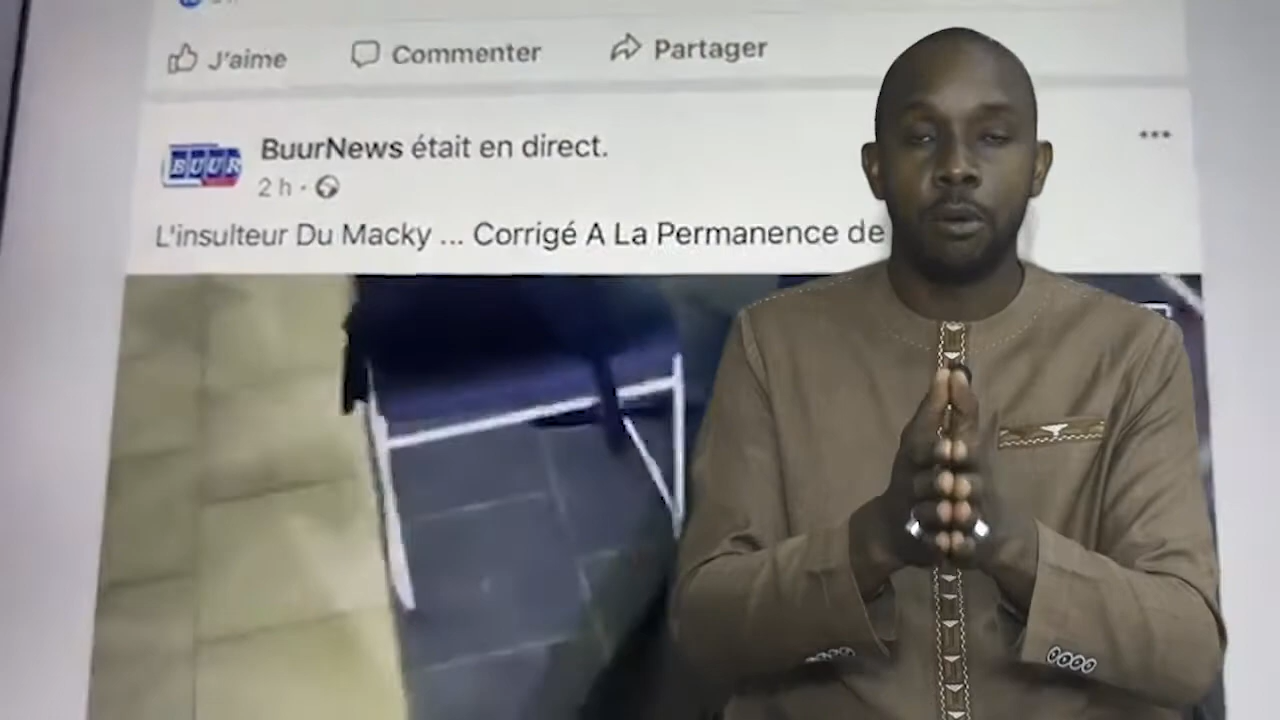 J'aime
Commenter
Partager
BuurNews était en direct.
BUUR
2 h ·
L'insulteur Du Macky ... Corrigé A La Permanence de